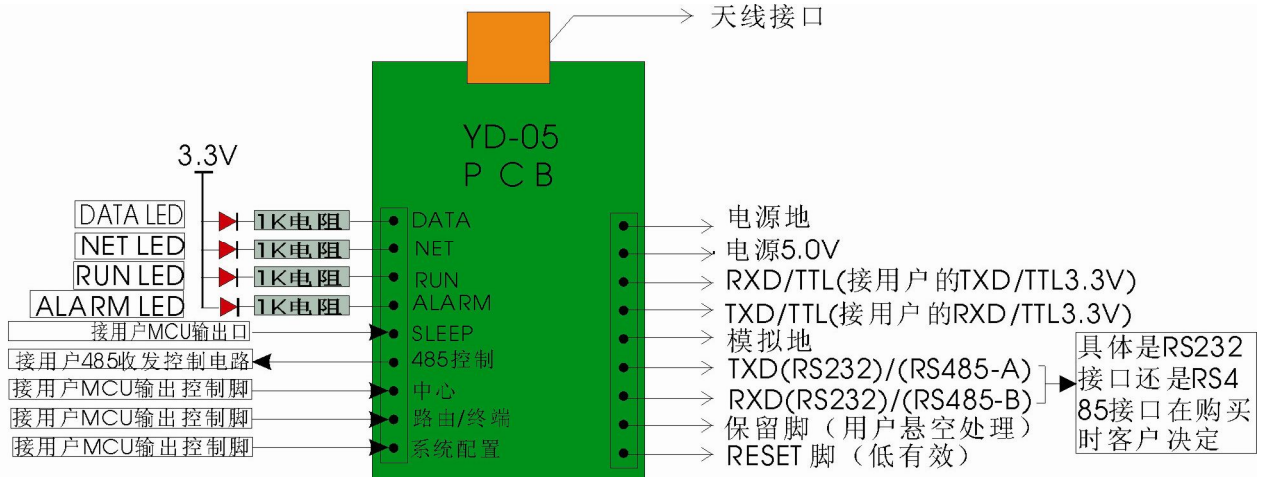 天线接口
YD-05
PCB
3.3V
DATA LED
1K电阻
DATA
NET LED
1K电阻
NET
RUN LED
1K电阻
RUN
ALARM LED
1K电阻
ALARM
接用户MCU输出口
SLEEP
接用户485收发控制电路
485控制
接用户MCU输出控制脚
中心
接用户MCU输出控制脚
路由/终端
接用户MCU输出控制脚
系统配置
电源地
电源5.0V
RXD/TTL(接用户的TXD/TTL3.3V)
TXD/TTL(接用户的RXD/TTL3.3V)
模拟地
TXD(RS232)/(RS485-A)
RXD(RS232)/(RS485-B)
保留脚（用户悬空处理）
RESET脚（低有效）
具体是RS232
接口还是RS4
85接口在购买
时客户决定